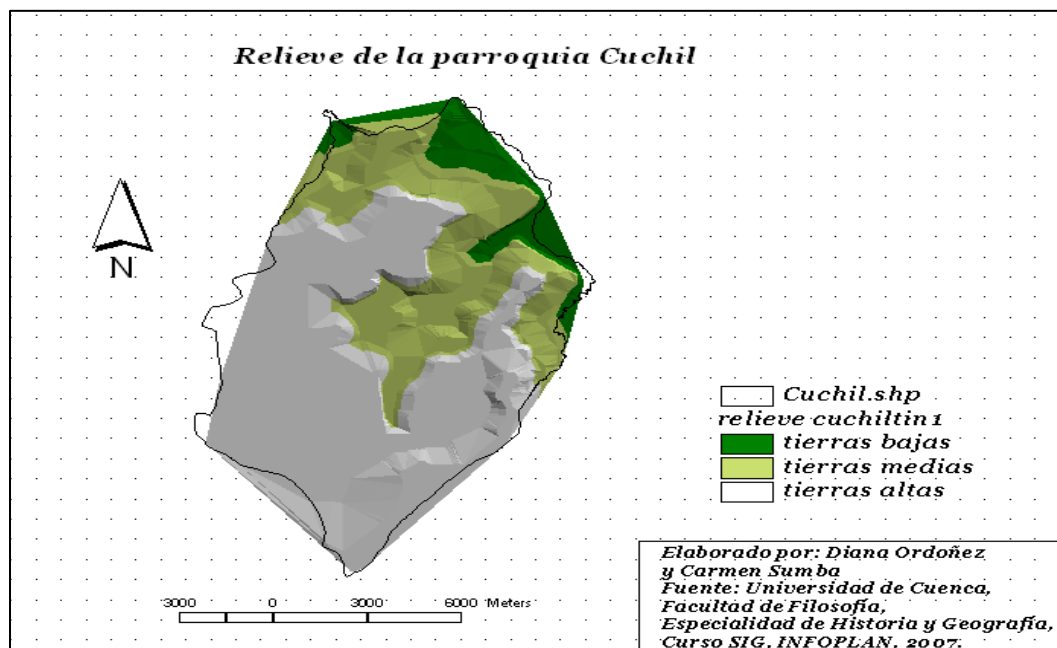 Relieve de la parroquia Cuchil
N
Cuchil.shp
relieve cuchiltin1
tierras bajas
tierras medias
tierras altas
3000 0 3000 6000 Meters
Elaborado por: Diana Ordoñez
y Carmen Sumba
Fuente: Universidad de Cuenca,
Facultad de Filosofía,
Especialidad de Historia y Geografía,
Curso SIG. INFOPLAN. 2007.